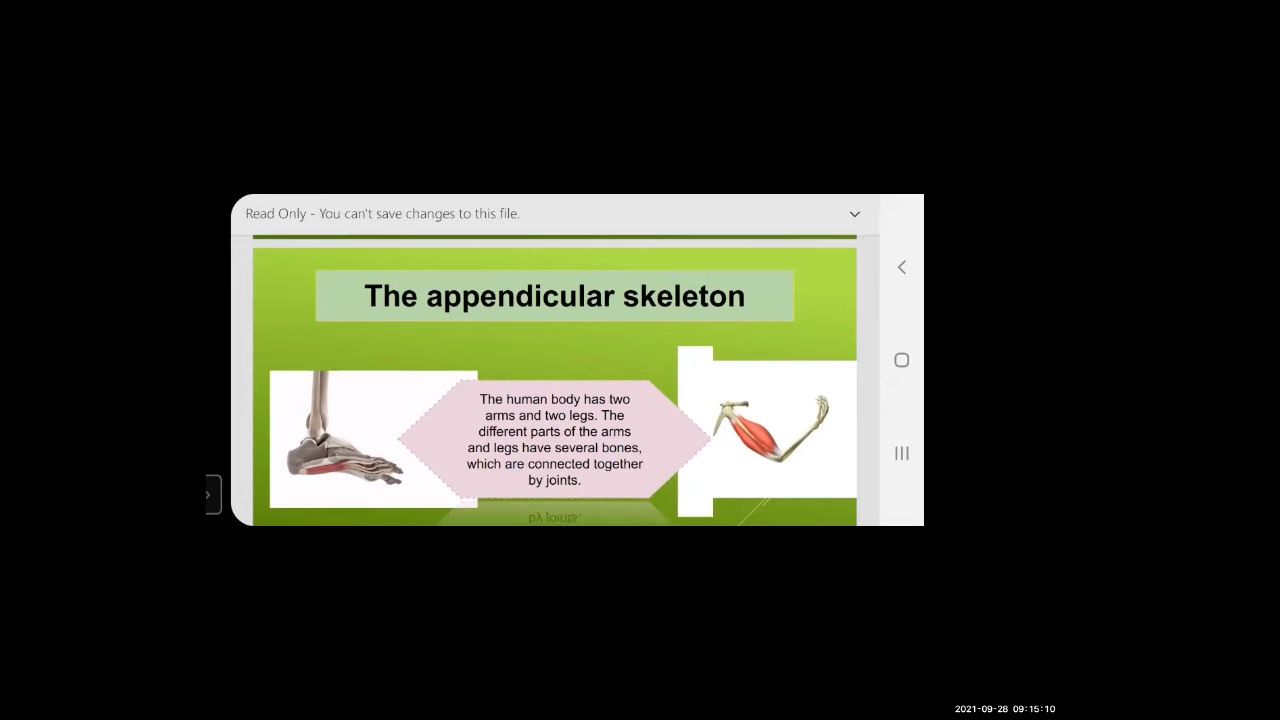 Read Only - You can't save changes to this file.
The appendicular skeleton
The human body has two
arms and two legs. The
different parts of the arms
and legs have several bones,
which are connected together
by joints.
by joints.
2021-09-28 09:15:10